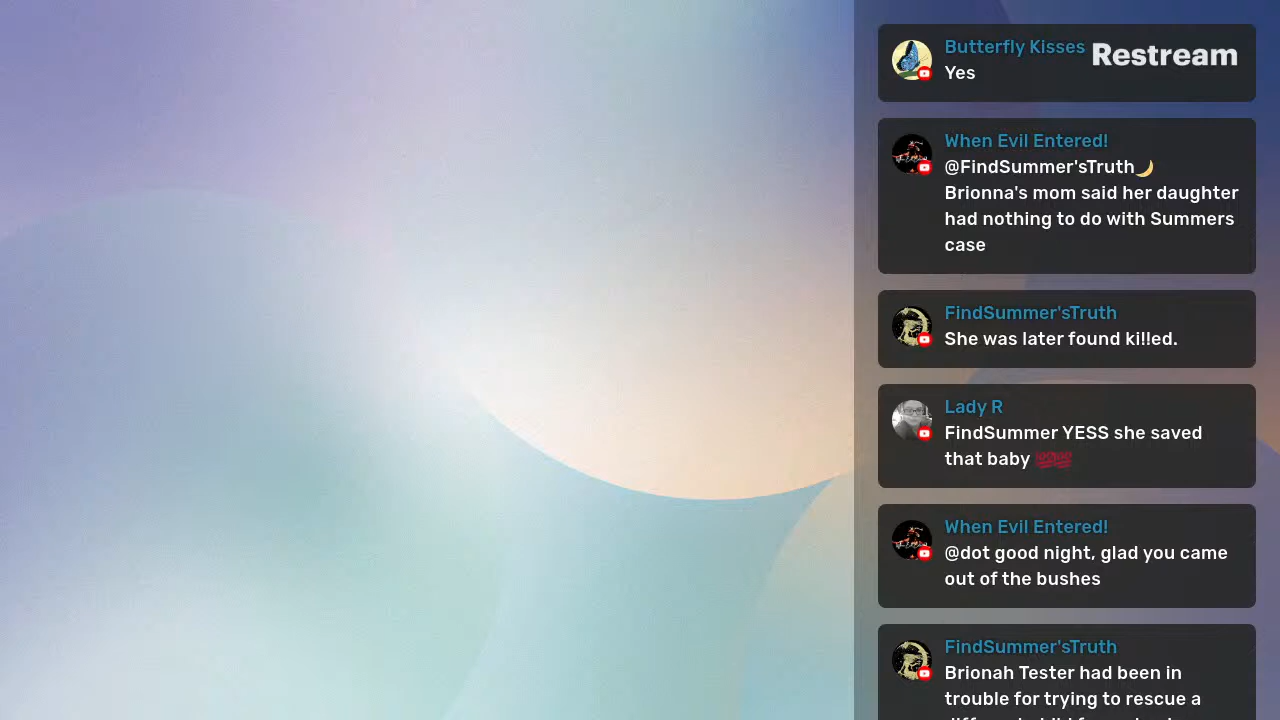 Butterfly Kisses
Restream
Yes
When Evil Entered!
@FindSummer'sTruth🌙
Brionna's mom said her daughter
had nothing to do with Summers
case
FindSummer'sTruth
She was later found ki!!ed.
Lady R
FindSummer YESS she saved
that baby 💯💯
When Evil Entered!
@dot good night, glad you came
out of the bushes
FindSummer'sTruth
Brionah Tester had been in
trouble for trying to rescue a